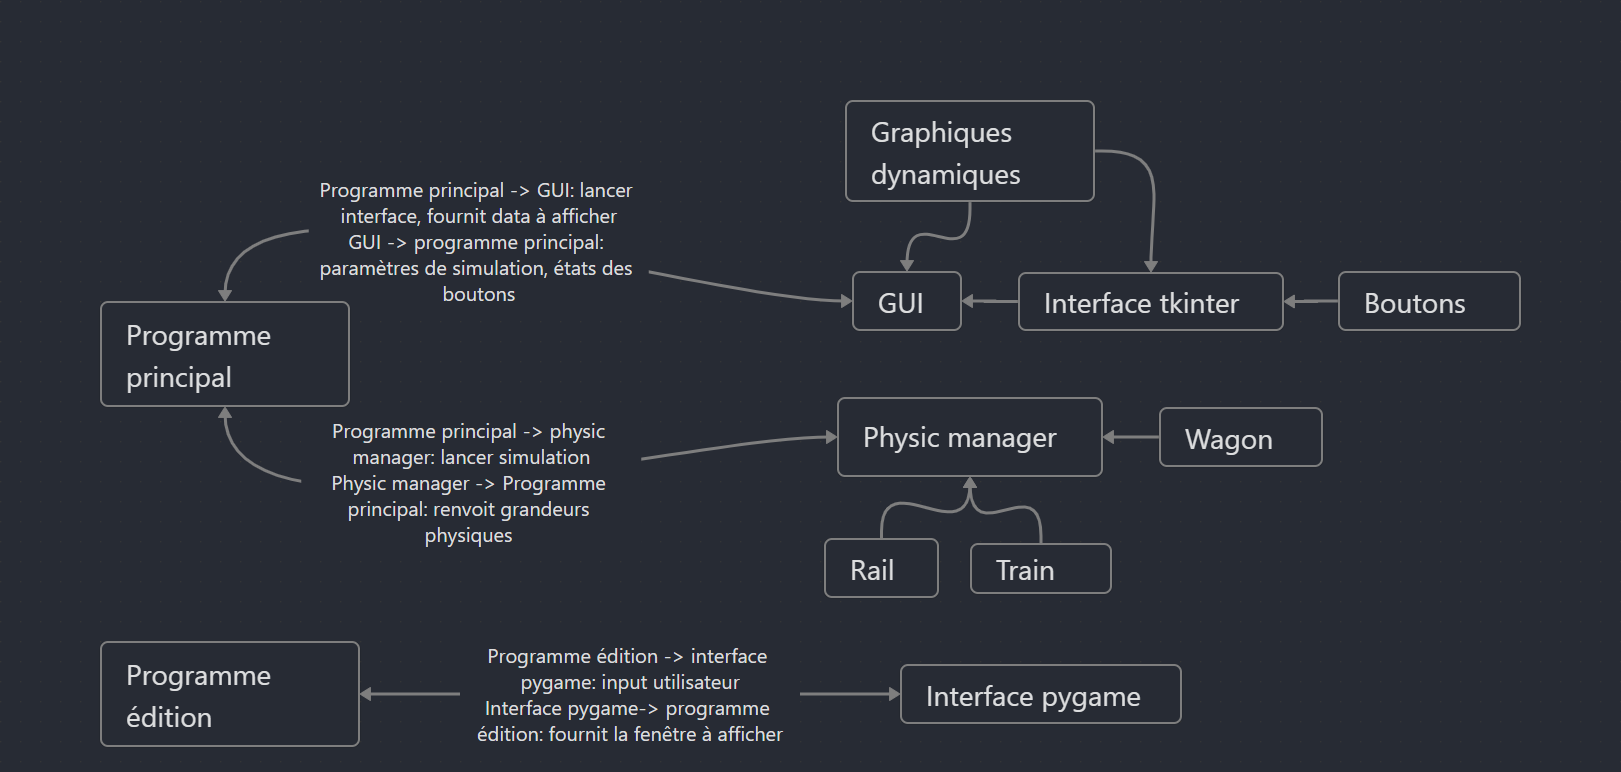 Graphiques
dynamiques
Programme principal -> GUI: lancer
interface, fournit data à afficher
GUI -> programme principal:
paramètres de simulation, états des
boutons
GUI
Interface tkinter
Boutons
Programme
principal
Programme principal -> physic
manager: lancer simulation
Physic manager -> Programme
principal: renvoit grandeurs
physiques
Physic manager
Wagon
Rail
Train
Programme
édition
Programme édition -> interface
pygame: input utilisateur
Interface pygame-> programme
édition: fournit la fenêtre à afficher
Interface pygame